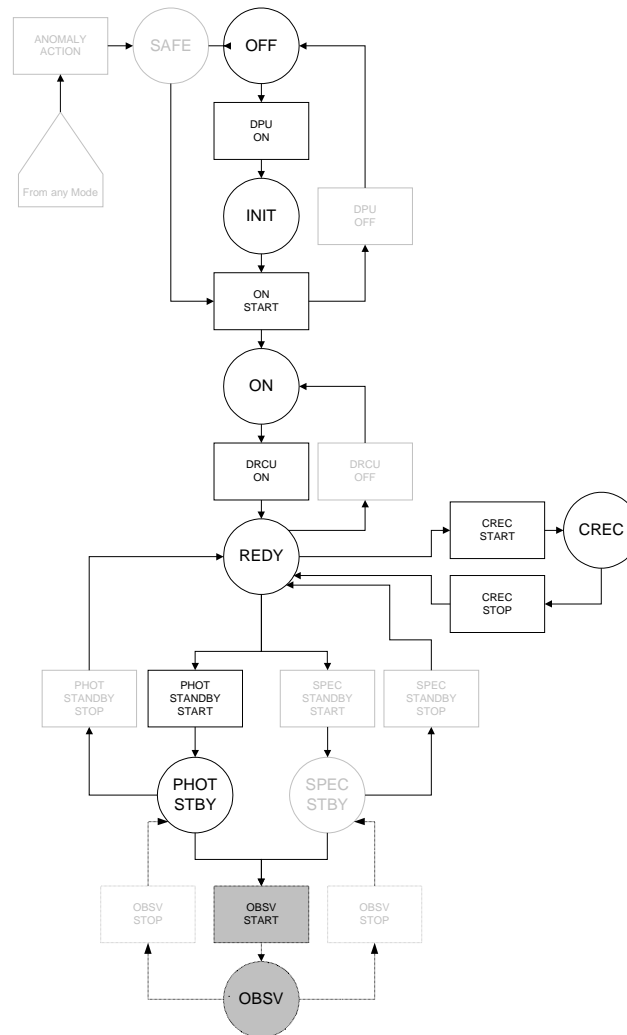 ANOMALY
ACTION
SAFE
OFF
From any Mode
DPU
ON
INIT
DPU
OFF
ON
START
ON
DRCU
ON
DRCU
OFF
REDY
CREC
START
CREC
CREC
STOP
PHOT
STANDBY
STOP
PHOT
STANDBY
START
SPEC
STANDBY
START
SPEC
STANDBY
STOP
PHOT
STBY
SPEC
STBY
OBSV
STOP
OBSV
START
OBSV
STOP
OBSV